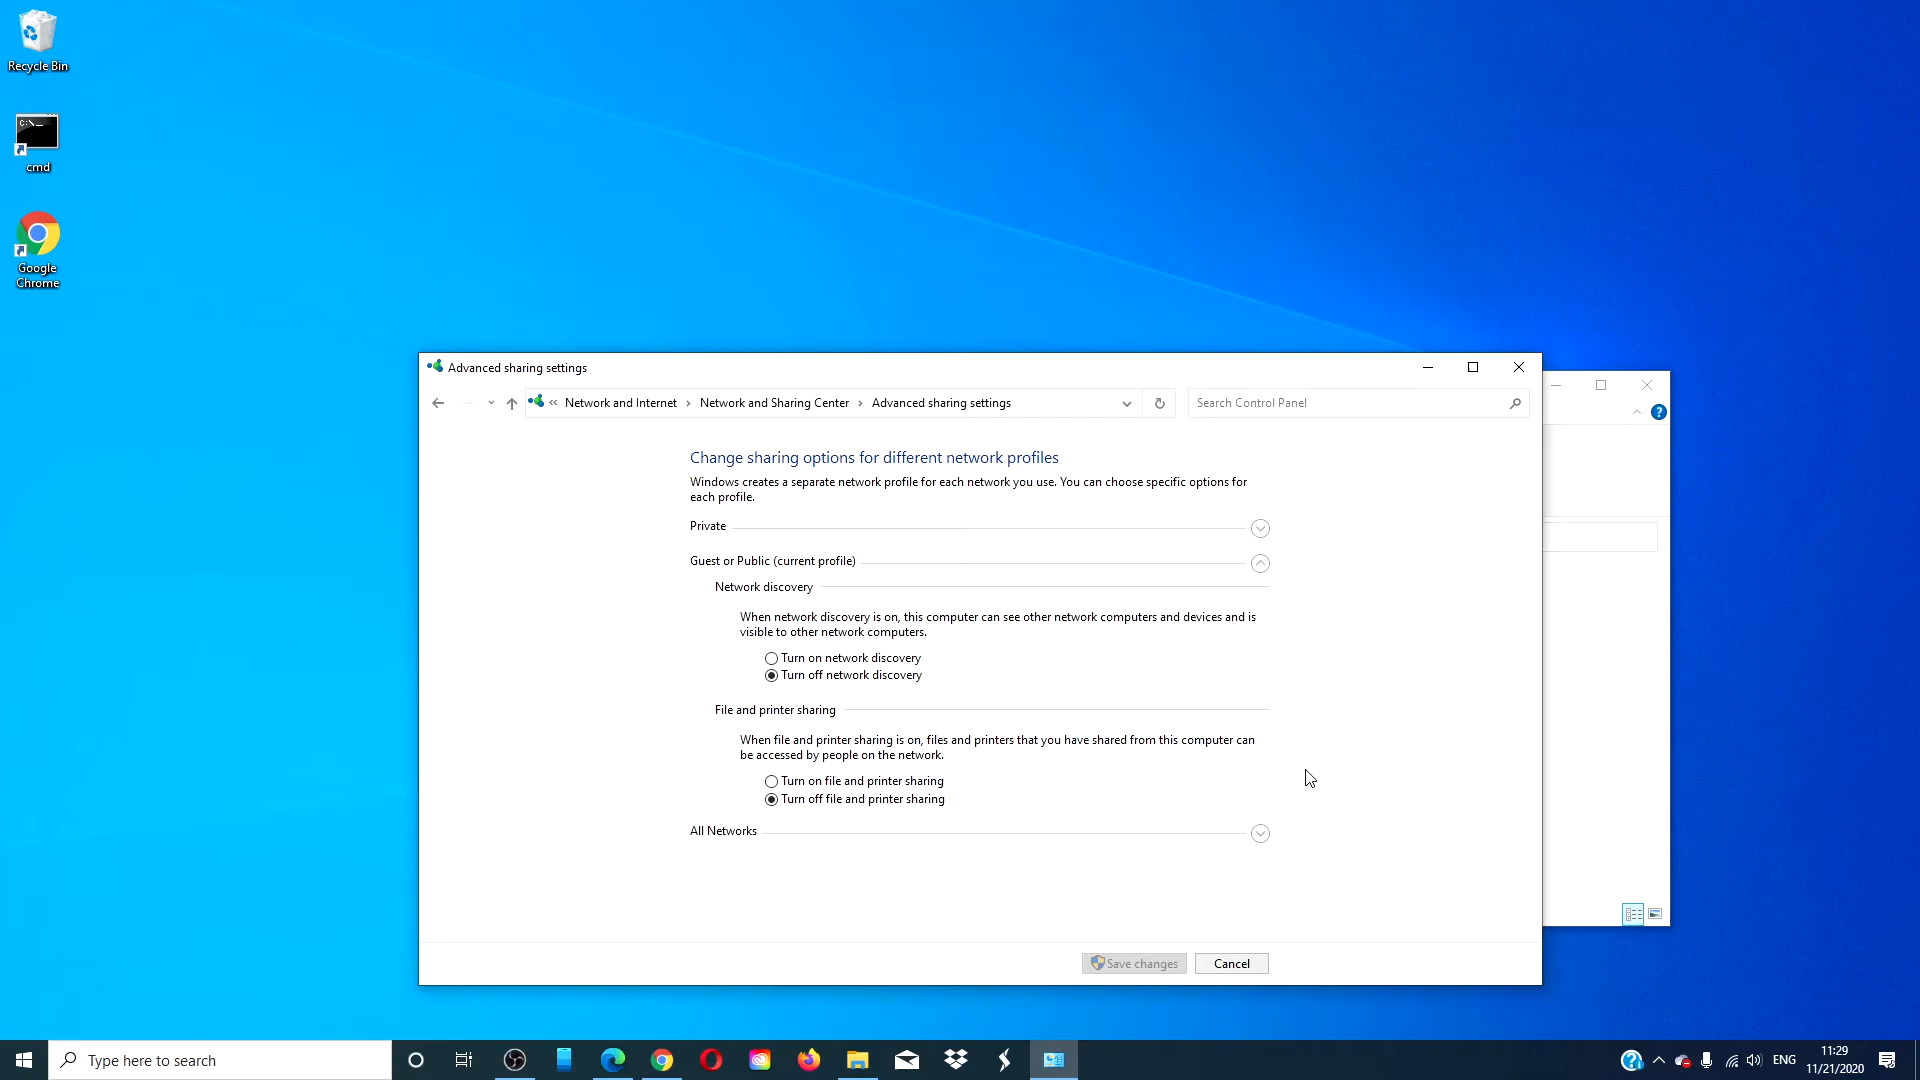 Recycle Bin
C:\._
cmd
Google
Chrome
Advanced sharing settings
« Network and Internet › Network and Sharing Center › Advanced sharing settings
Search Control Panel
?
Change sharing options for different network profiles
Windows creates a separate network profile for each network you use. You can choose specific options for
each profile.
Private
Guest or Public (current profile)
Network discovery
When network discovery is on, this computer can see other network computers and devices and is
visible to other network computers.
Turn on network discovery
Turn off network discovery
File and printer sharing
When file and printer sharing is on, files and printers that you have shared from this computer can
be accessed by people on the network.
Turn on file and printer sharing
Turn off file and printer sharing
All Networks
Save changes
Cancel
Type here to search
ENG
11:29
11/21/2020